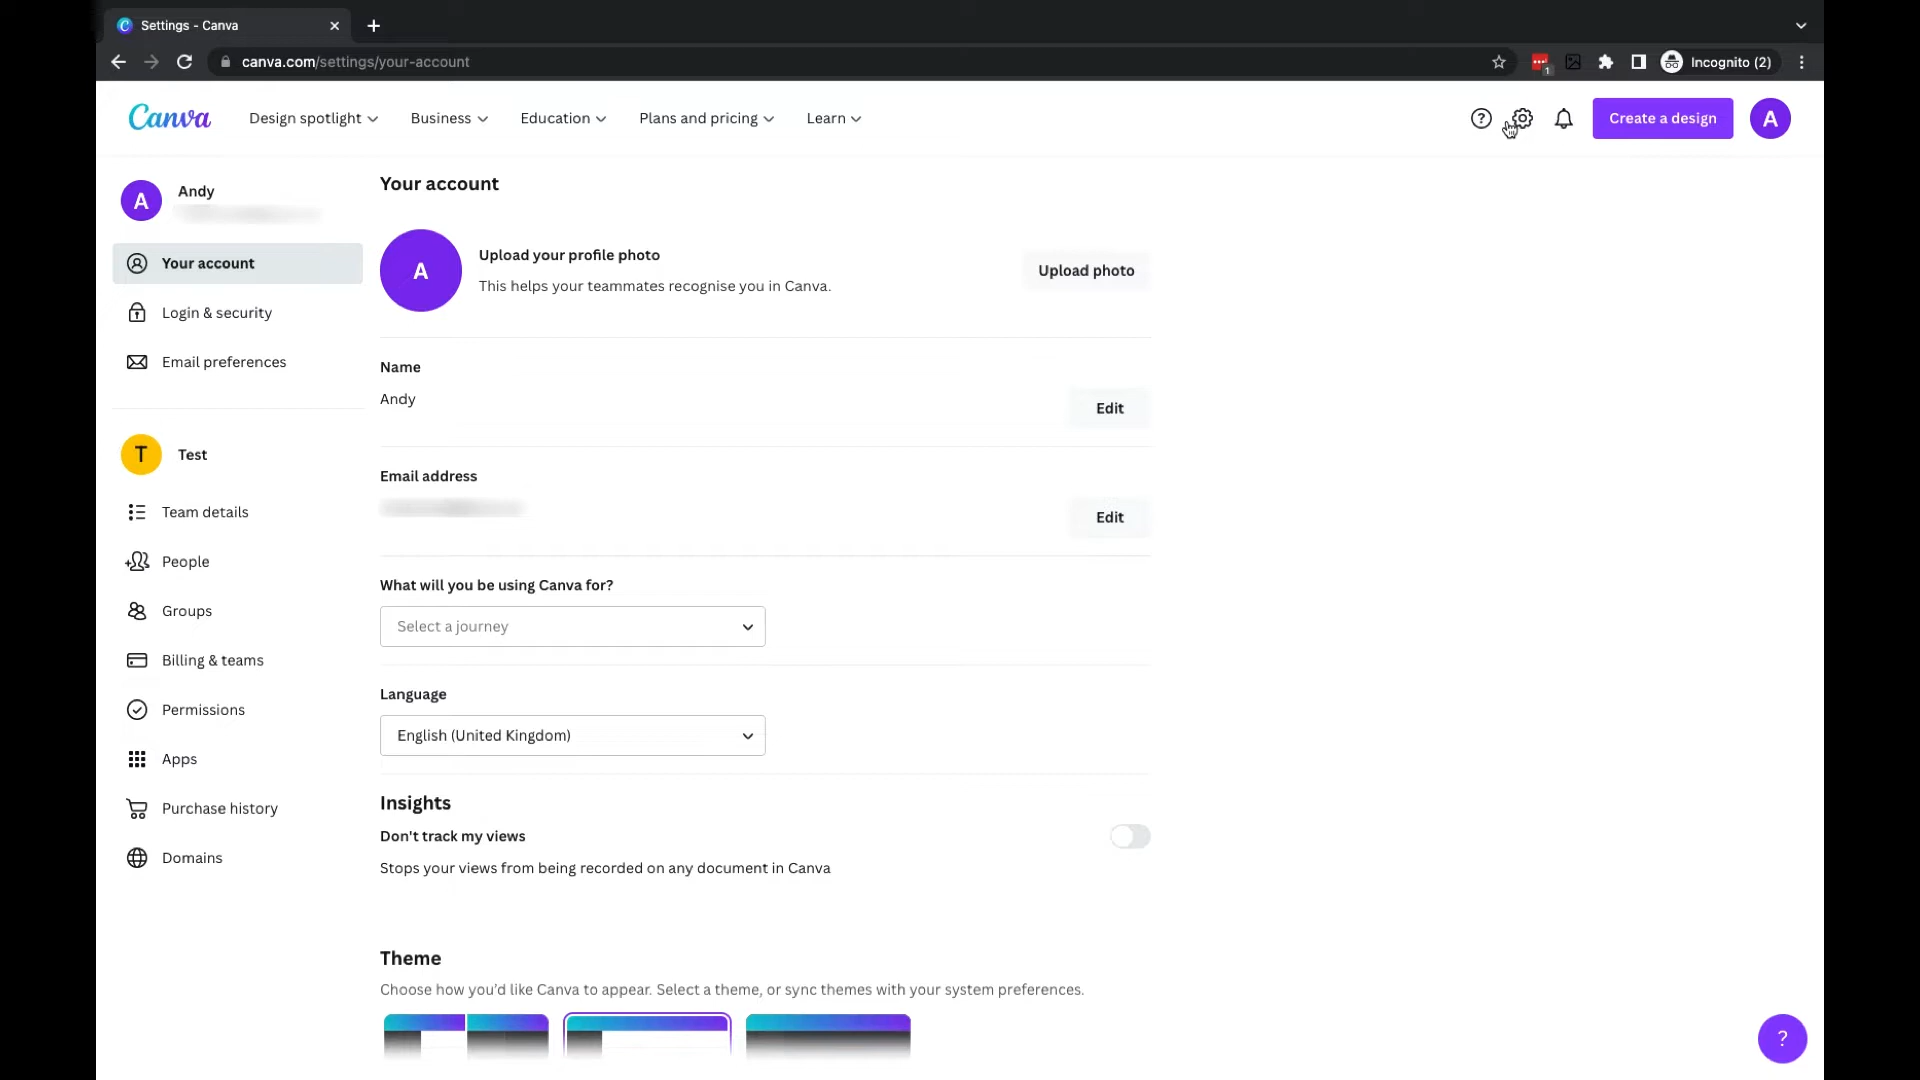 Settings - Canva
canva.com/settings/your-account
1
Incognito (2)
Canva
Design spotlight
Business
Education
Plans and pricing
Learn
?
Create a design
A
A
Andy
Your account
Login & security
Email preferences
T
Test
Team details
People
Groups
Billing & teams
Permissions
Apps
Purchase history
Domains
Your account
A
Upload your profile photo
This helps your teammates recognise you in Canva.
Upload photo
Name
Andy
Edit
Email address
Edit
What will you be using Canva for?
Select a journey
Language
English (United Kingdom)
Insights
Don't track my views
Stops your views from being recorded on any document in Canva
Theme
Choose how you’d like Canva to appear. Select a theme, or sync themes with your system preferences.
?